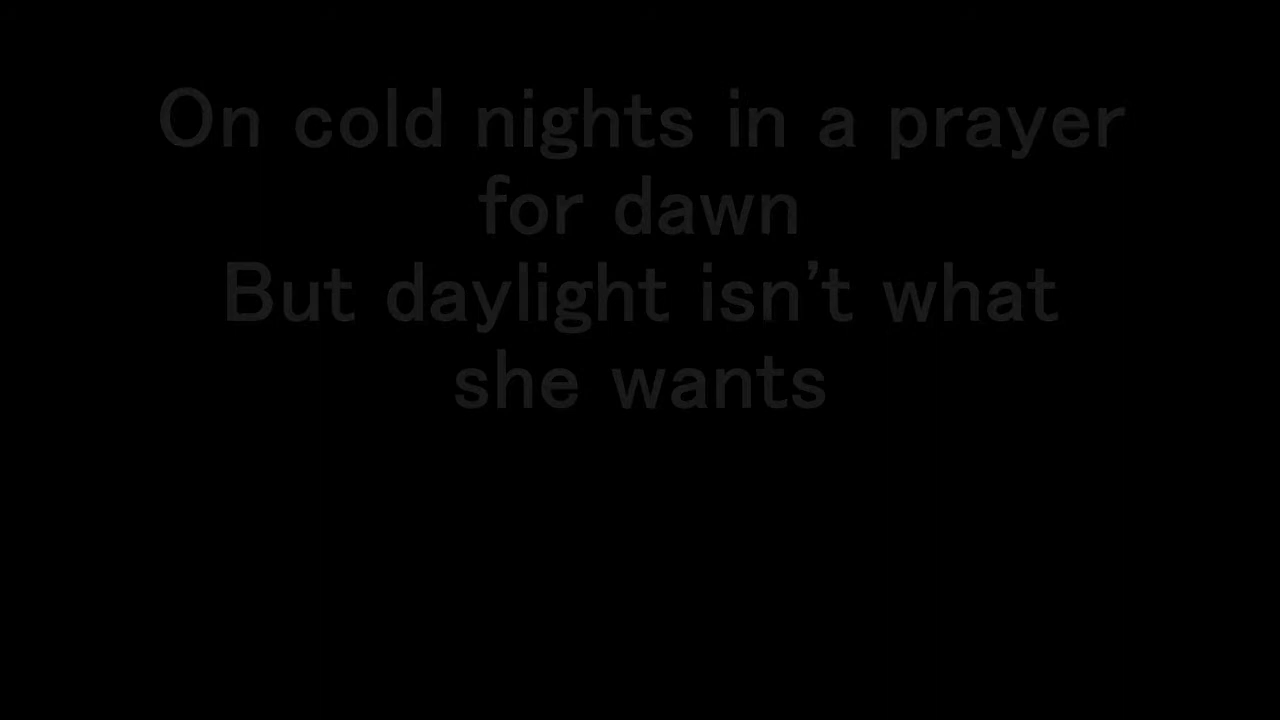 On cold nights in a prayer
for dawn
But daylight isn't what
she wants